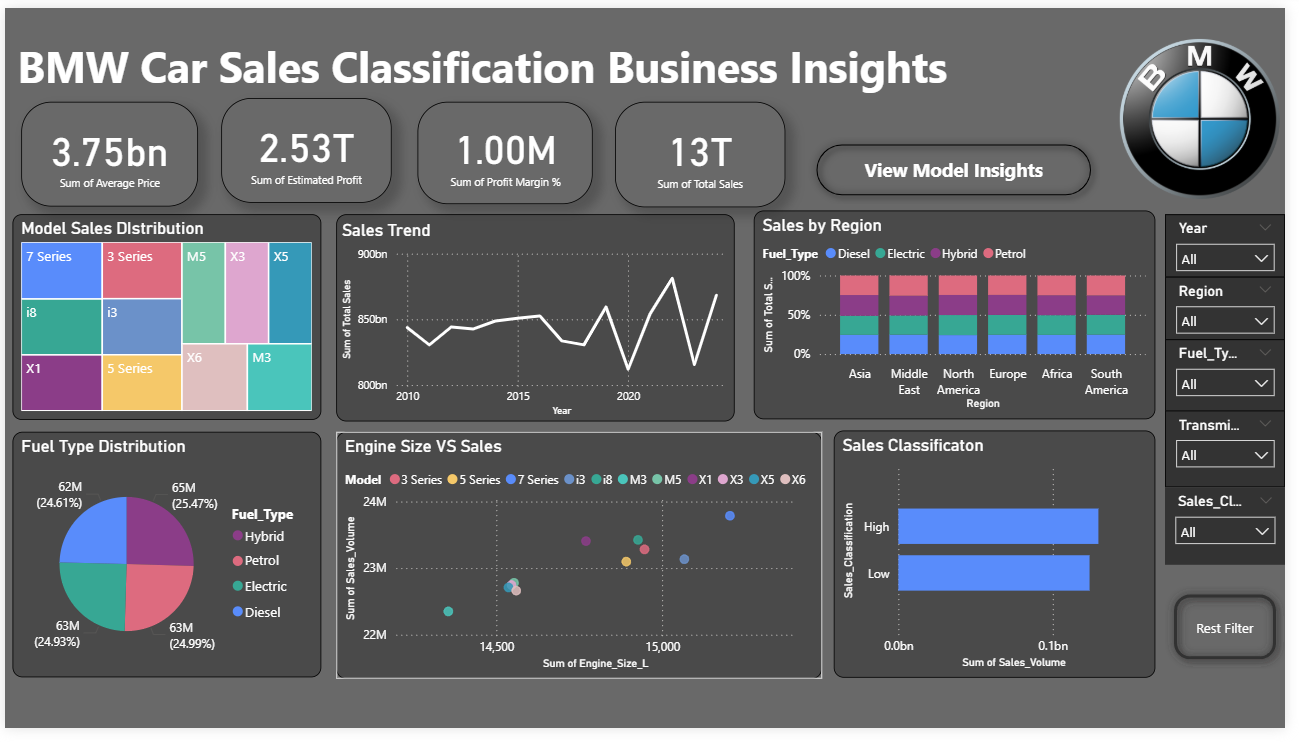 BMW Car Sales Classification Business Insights
B M W
3.75bn
Sum of Average Price
2.53T
Sum of Estimated Profit
1.00M
Sum of Profit Margin %
13T
Sum of Total Sales
View Model Insights
Model Sales DIstribution
7 Series
3 Series
M5
X3
X5
i8
i3
X1
5 Series
X6
M3
Sales Trend
Sum of Total Sales
900bn
850bn
800bn
2010
2015
2020
Year
Sales by Region
Fuel_Type Diesel Electric Hybrid Petrol
Sum of Total S...
100%
50%
0%
Asia
Middle
East
North
America
Europe
Africa
South
America
Region
Year
All
Region
All
Fuel_Ty...
All
Transmi...
All
Sales_Cl...
All
Rest Filter
Fuel Type Distribution
62M
(24.61%)
65M
(25.47%)
63M
(24.93%)
63M
(24.99%)
Fuel_Type
Hybrid
Petrol
Electric
Diesel
Engine Size VS Sales
Model 3 Series 5 Series 7 Series i3 i8 M3 M5 X1 X3 X5 X6
Sum of Sales_Volume
24M
23M
22M
14,500
15,000
Sum of Engine_Size_L
Sales Classificaton
Sales_Classification
High
Low
0.0bn
0.1bn
Sum of Sales_Volume